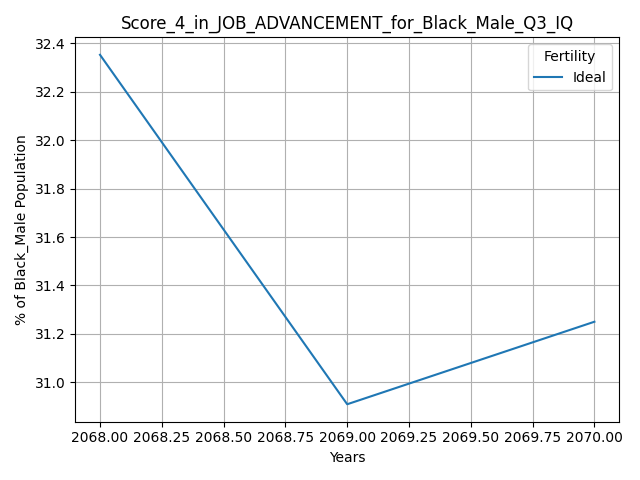 Score_4_in_JOB_ADVANCEMENT_for_Black_Male_Q3_IQ
% of Black_Male Population
32.4
32.2
32.0
31.8
31.6
31.4
31.2
31.0
Fertility
Ideal
2068.00 2068.25 2068.50 2068.75 2069.00 2069.25 2069.50 2069.75 2070.00
Years